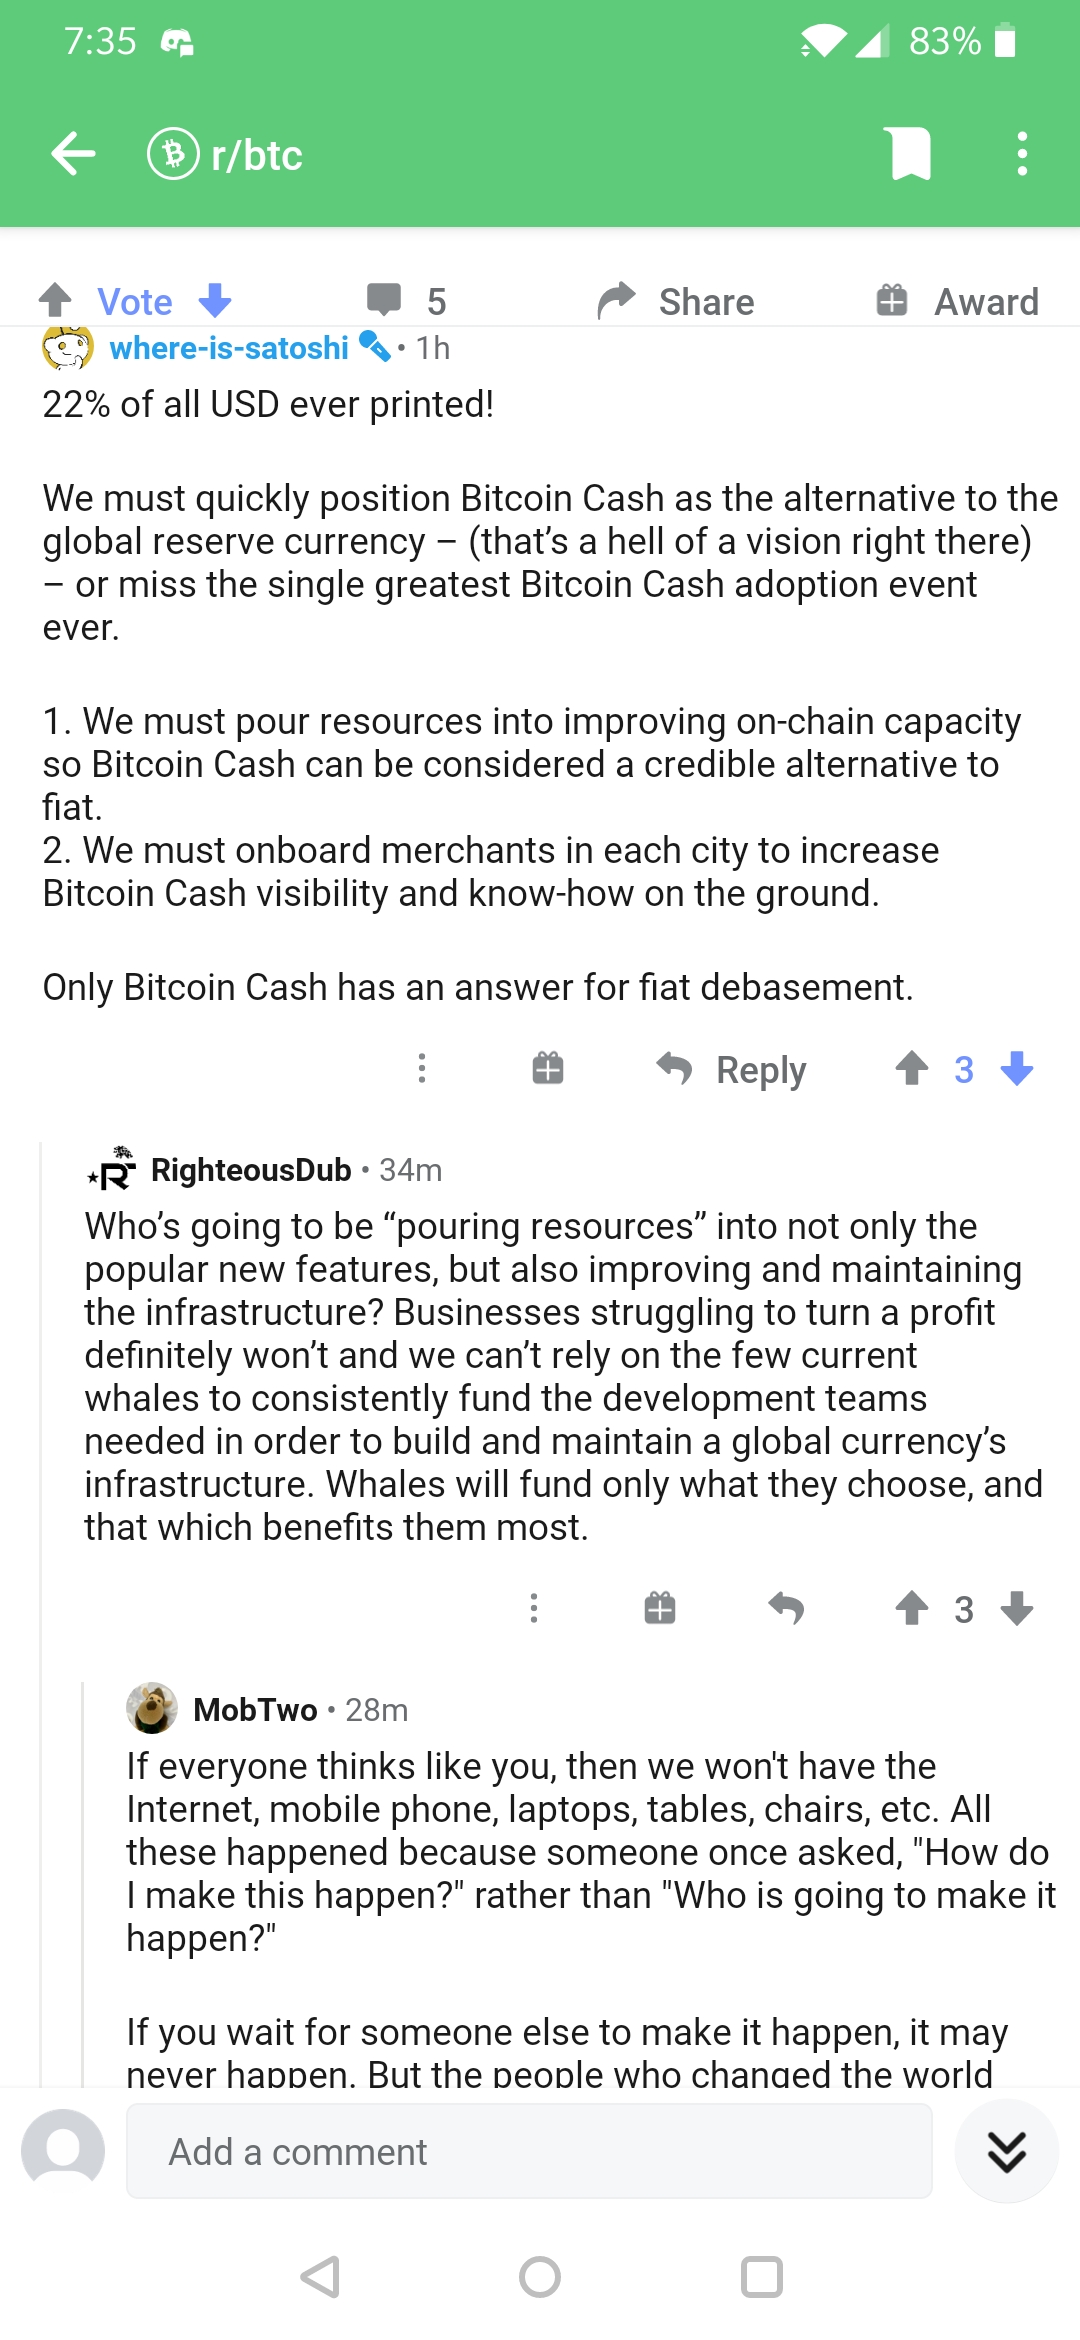 7:35 83%
r/btc
Vote 5 Share Award
where-is-satoshi • 1h
22% of all USD ever printed!
We must quickly position Bitcoin Cash as the alternative to the
global reserve currency – (that’s a hell of a vision right there)
– or miss the single greatest Bitcoin Cash adoption event
ever.
1. We must pour resources into improving on-chain capacity
so Bitcoin Cash can be considered a credible alternative to
fiat.
2. We must onboard merchants in each city to increase
Bitcoin Cash visibility and know-how on the ground.
Only Bitcoin Cash has an answer for fiat debasement.
Reply 3
RighteousDub • 34m
Who’s going to be “pouring resources” into not only the
popular new features, but also improving and maintaining
the infrastructure? Businesses struggling to turn a profit
definitely won’t and we can’t rely on the few current
whales to consistently fund the development teams
needed in order to build and maintain a global currency’s
infrastructure. Whales will fund only what they choose, and
that which benefits them most.
3
MobTwo • 28m
If everyone thinks like you, then we won't have the
Internet, mobile phone, laptops, tables, chairs, etc. All
these happened because someone once asked, "How do
I make this happen?" rather than "Who is going to make it
happen?"
If you wait for someone else to make it happen, it may
never happen. But the people who changed the world
Add a comment